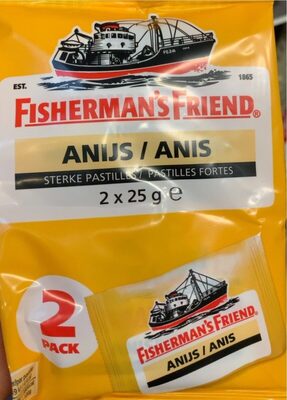 EST. 1865
FISHERMAN'S FRIEND®
ANIJS / ANIS
STERKE PASTILLES / PASTILLES FORTES
2 x 25 g e
2
PACK
FISHERMAN'S FRIEND®
ANIJS / ANIS